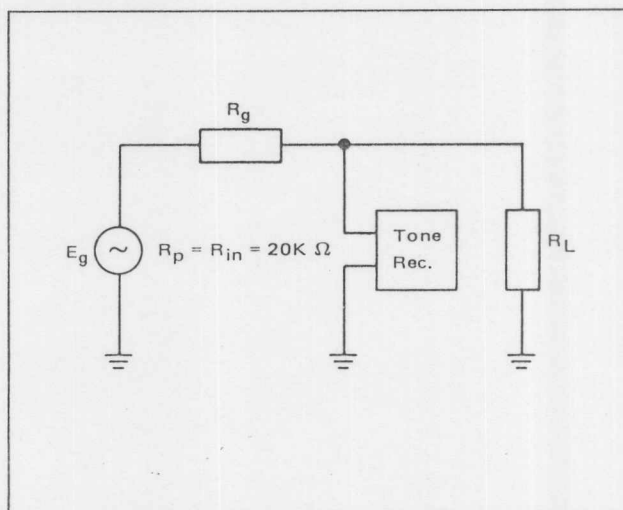 Rg
Eg ~ Rp = Rin = 20K Ω
Tone
Rec.
RL